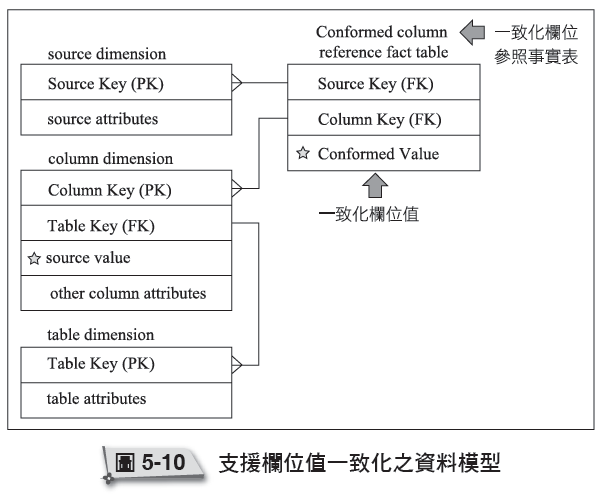 source dimension
Source Key (PK)
source attributes
column dimension
Column Key (PK)
Table Key (FK)
☆ source value
other column attributes
table dimension
Table Key (PK)
table attributes
Conformed column
reference fact table
Source Key (FK)
Column Key (FK)
☆ Conformed Value
一致化欄位
參照事實表
一致化欄位值
圖 5-10 支援欄位值一致化之資料模型